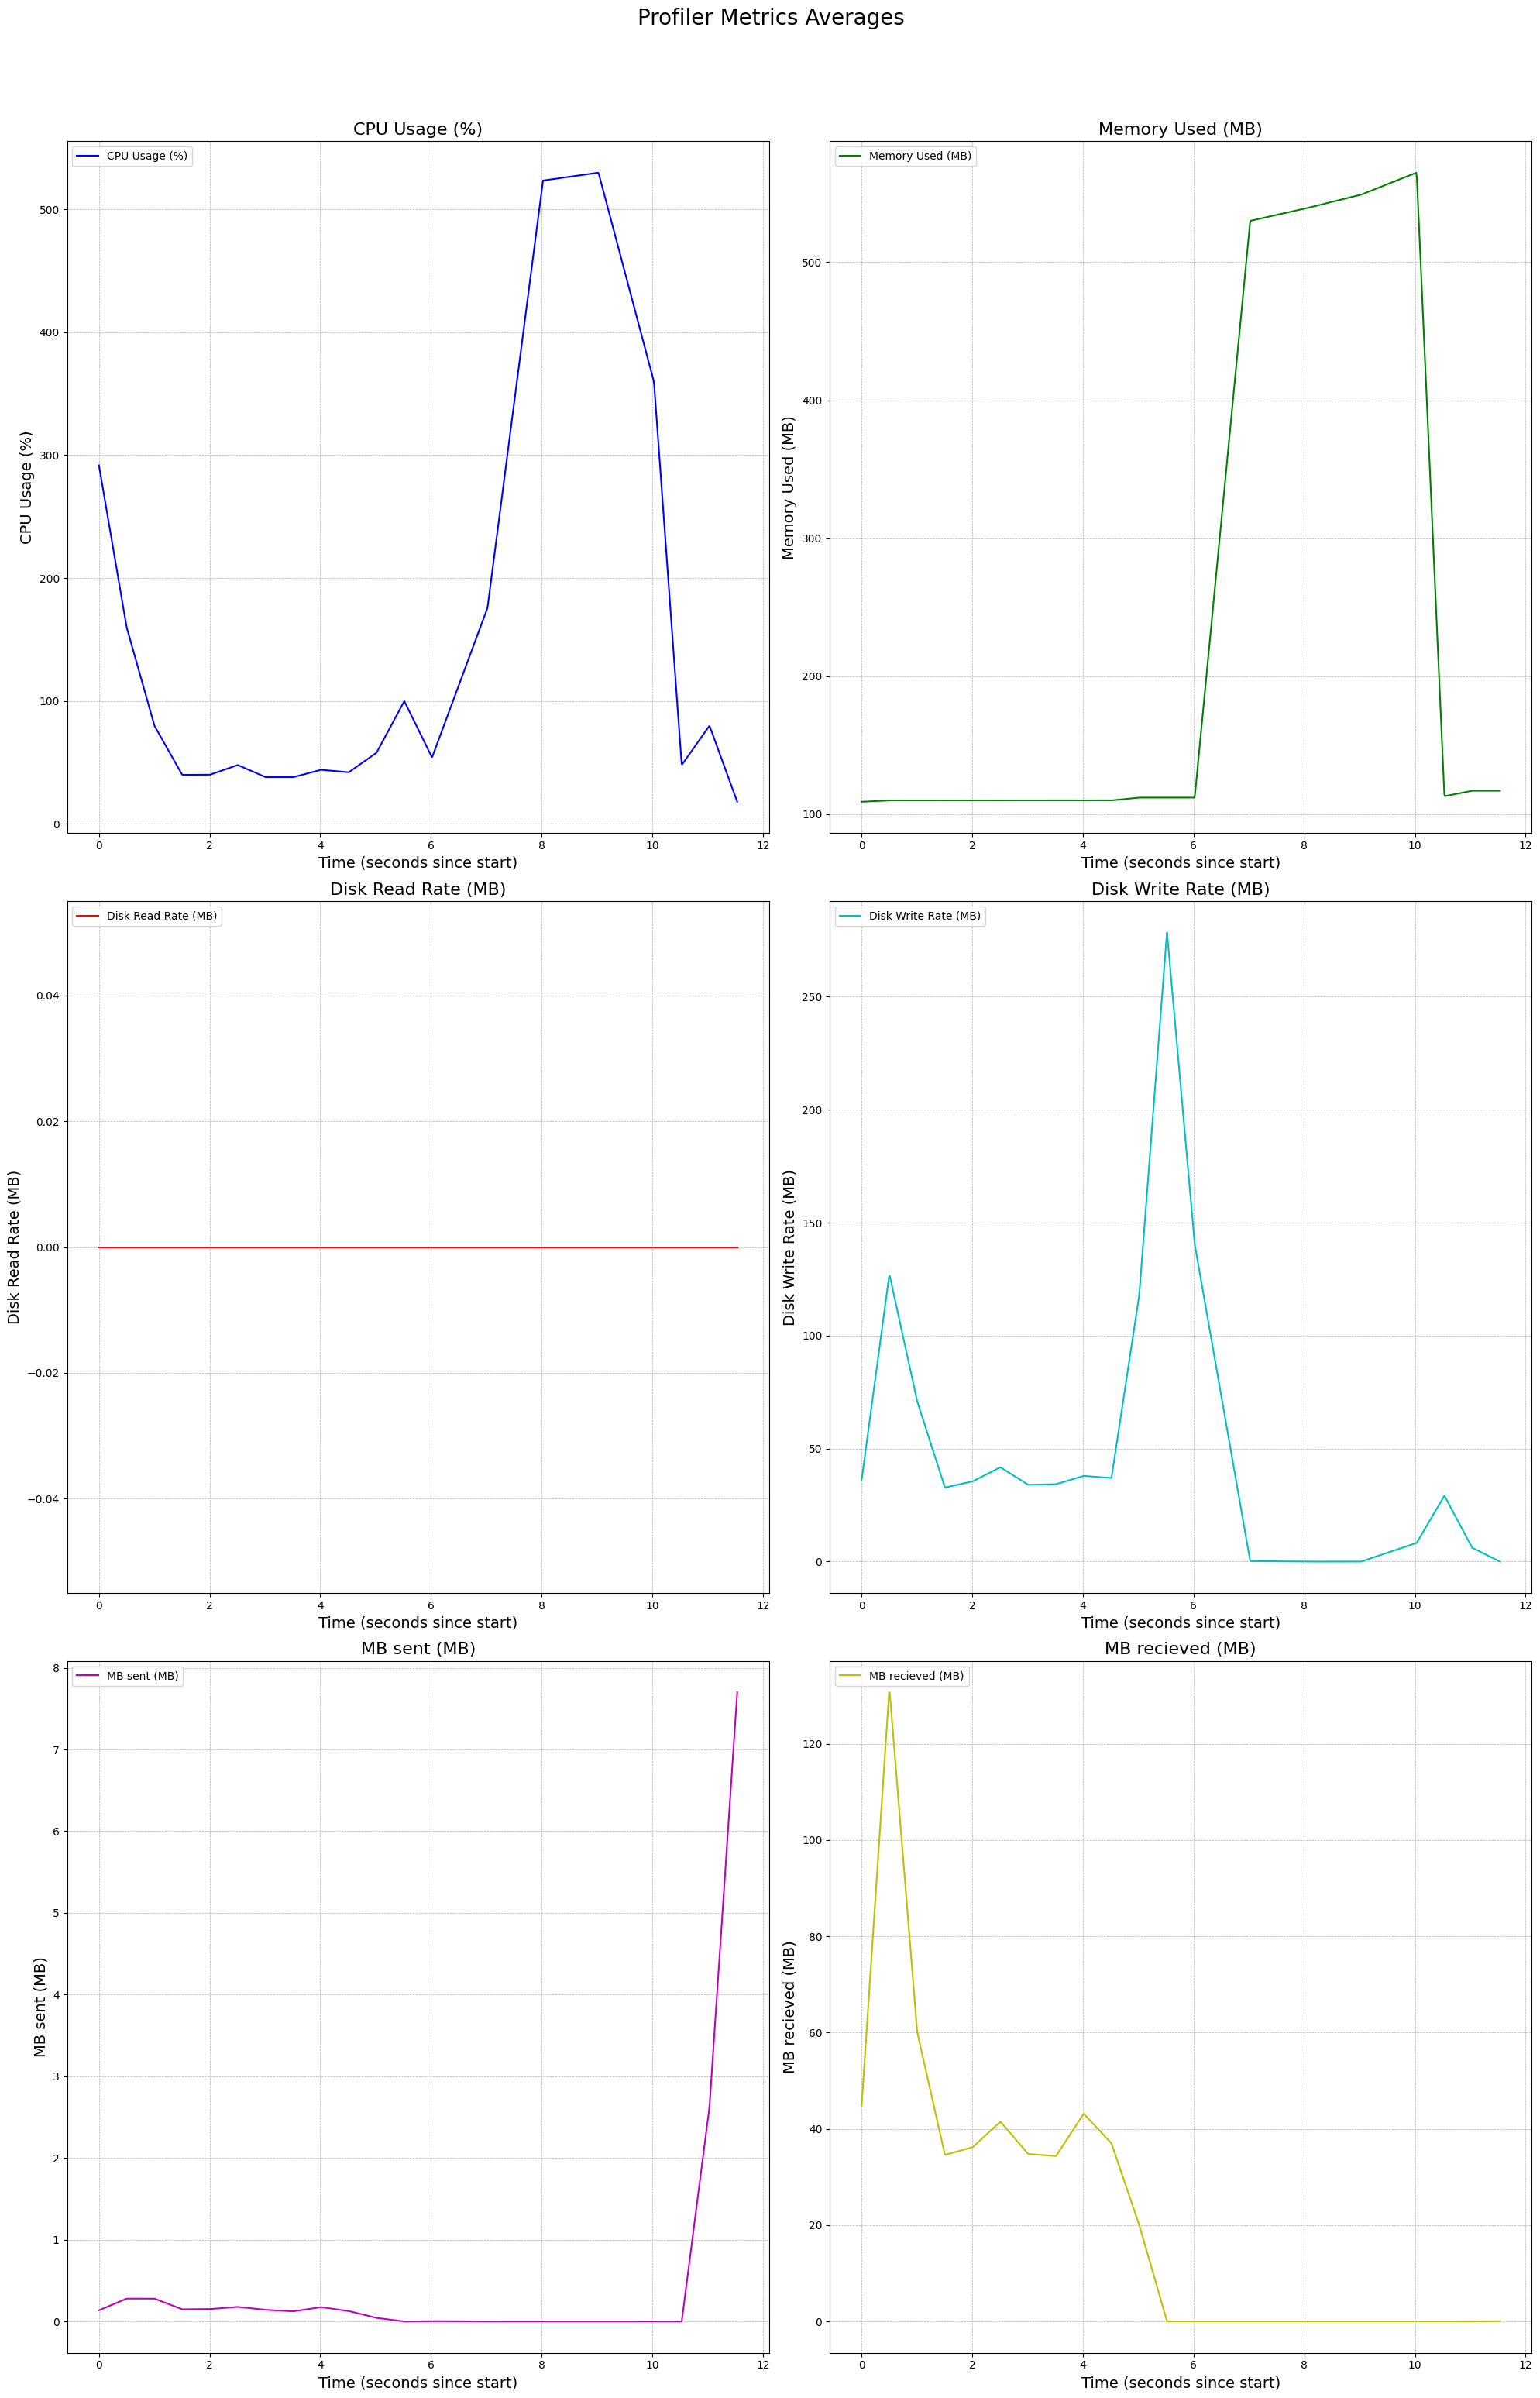 Profiler Metrics Averages
CPU Usage (%)
CPU Usage (%)
CPU Usage (%)
500
400
300
200
100
0
0 2 4 6 8 10 12
Time (seconds since start)
Memory Used (MB)
Memory Used (MB)
Memory Used (MB)
500
400
300
200
100
0 2 4 6 8 10 12
Time (seconds since start)
Disk Read Rate (MB)
Disk Read Rate (MB)
Disk Read Rate (MB)
0.04
0.02
0.00
−0.02
−0.04
0 2 4 6 8 10 12
Time (seconds since start)
Disk Write Rate (MB)
Disk Write Rate (MB)
Disk Write Rate (MB)
250
200
150
100
50
0
0 2 4 6 8 10 12
Time (seconds since start)
MB sent (MB)
MB sent (MB)
MB sent (MB)
8
7
6
5
4
3
2
1
0
0 2 4 6 8 10 12
Time (seconds since start)
MB recieved (MB)
MB recieved (MB)
MB recieved (MB)
120
100
80
60
40
20
0
0 2 4 6 8 10 12
Time (seconds since start)